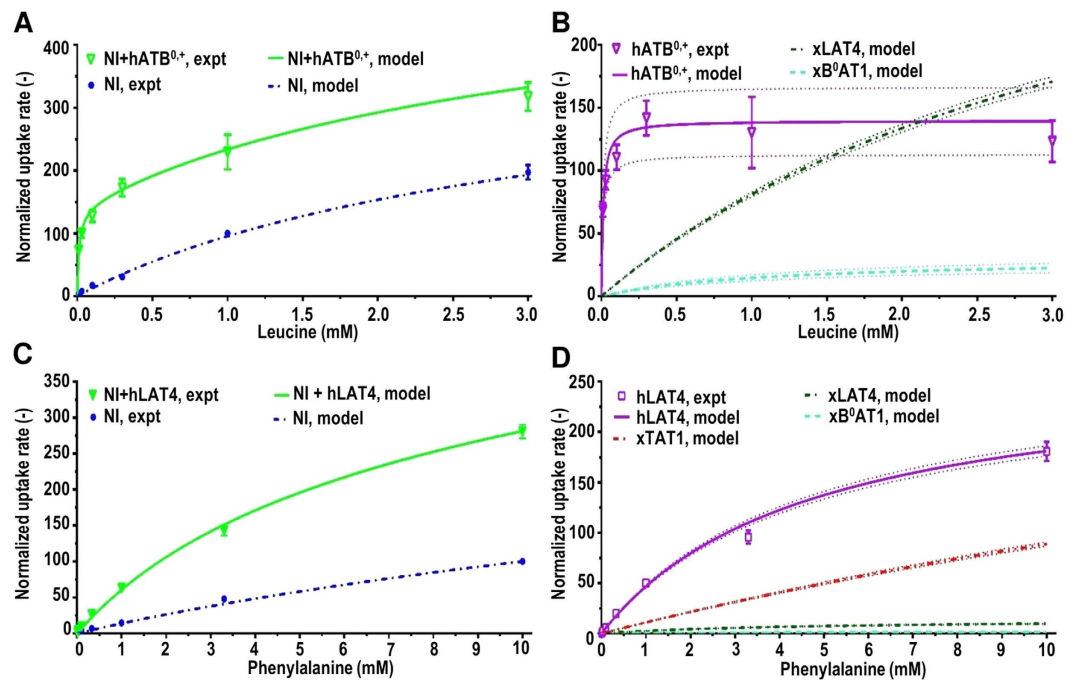 A
NI+hATB⁰,⁺, expt
NI+hATB⁰,⁺, model
NI, expt
NI, model
Normalized uptake rate (-)
400
300
200
100
0
0.0 0.5 1.0 1.5 2.0 2.5 3.0
Leucine (mM)
B
hATB⁰,⁺, expt
xLAT4, model
hATB⁰,⁺, model
xB⁰AT1, model
Normalized uptake rate (-)
200
150
100
50
0
0.0 0.5 1.0 1.5 2.0 2.5 3.0
Leucine (mM)
C
NI+hLAT4, expt
NI + hLAT4, model
NI, expt
NI, model
Normalized uptake rate (-)
350
300
250
200
150
100
50
0
0 1 2 3 4 5 6 7 8 9 10
Phenylalanine (mM)
D
hLAT4, expt
xLAT4, model
hLAT4, model
xB⁰AT1, model
xTAT1, model
Normalized uptake rate (-)
250
200
150
100
50
0
0 1 2 3 4 5 6 7 8 9 10
Phenylalanine (mM)